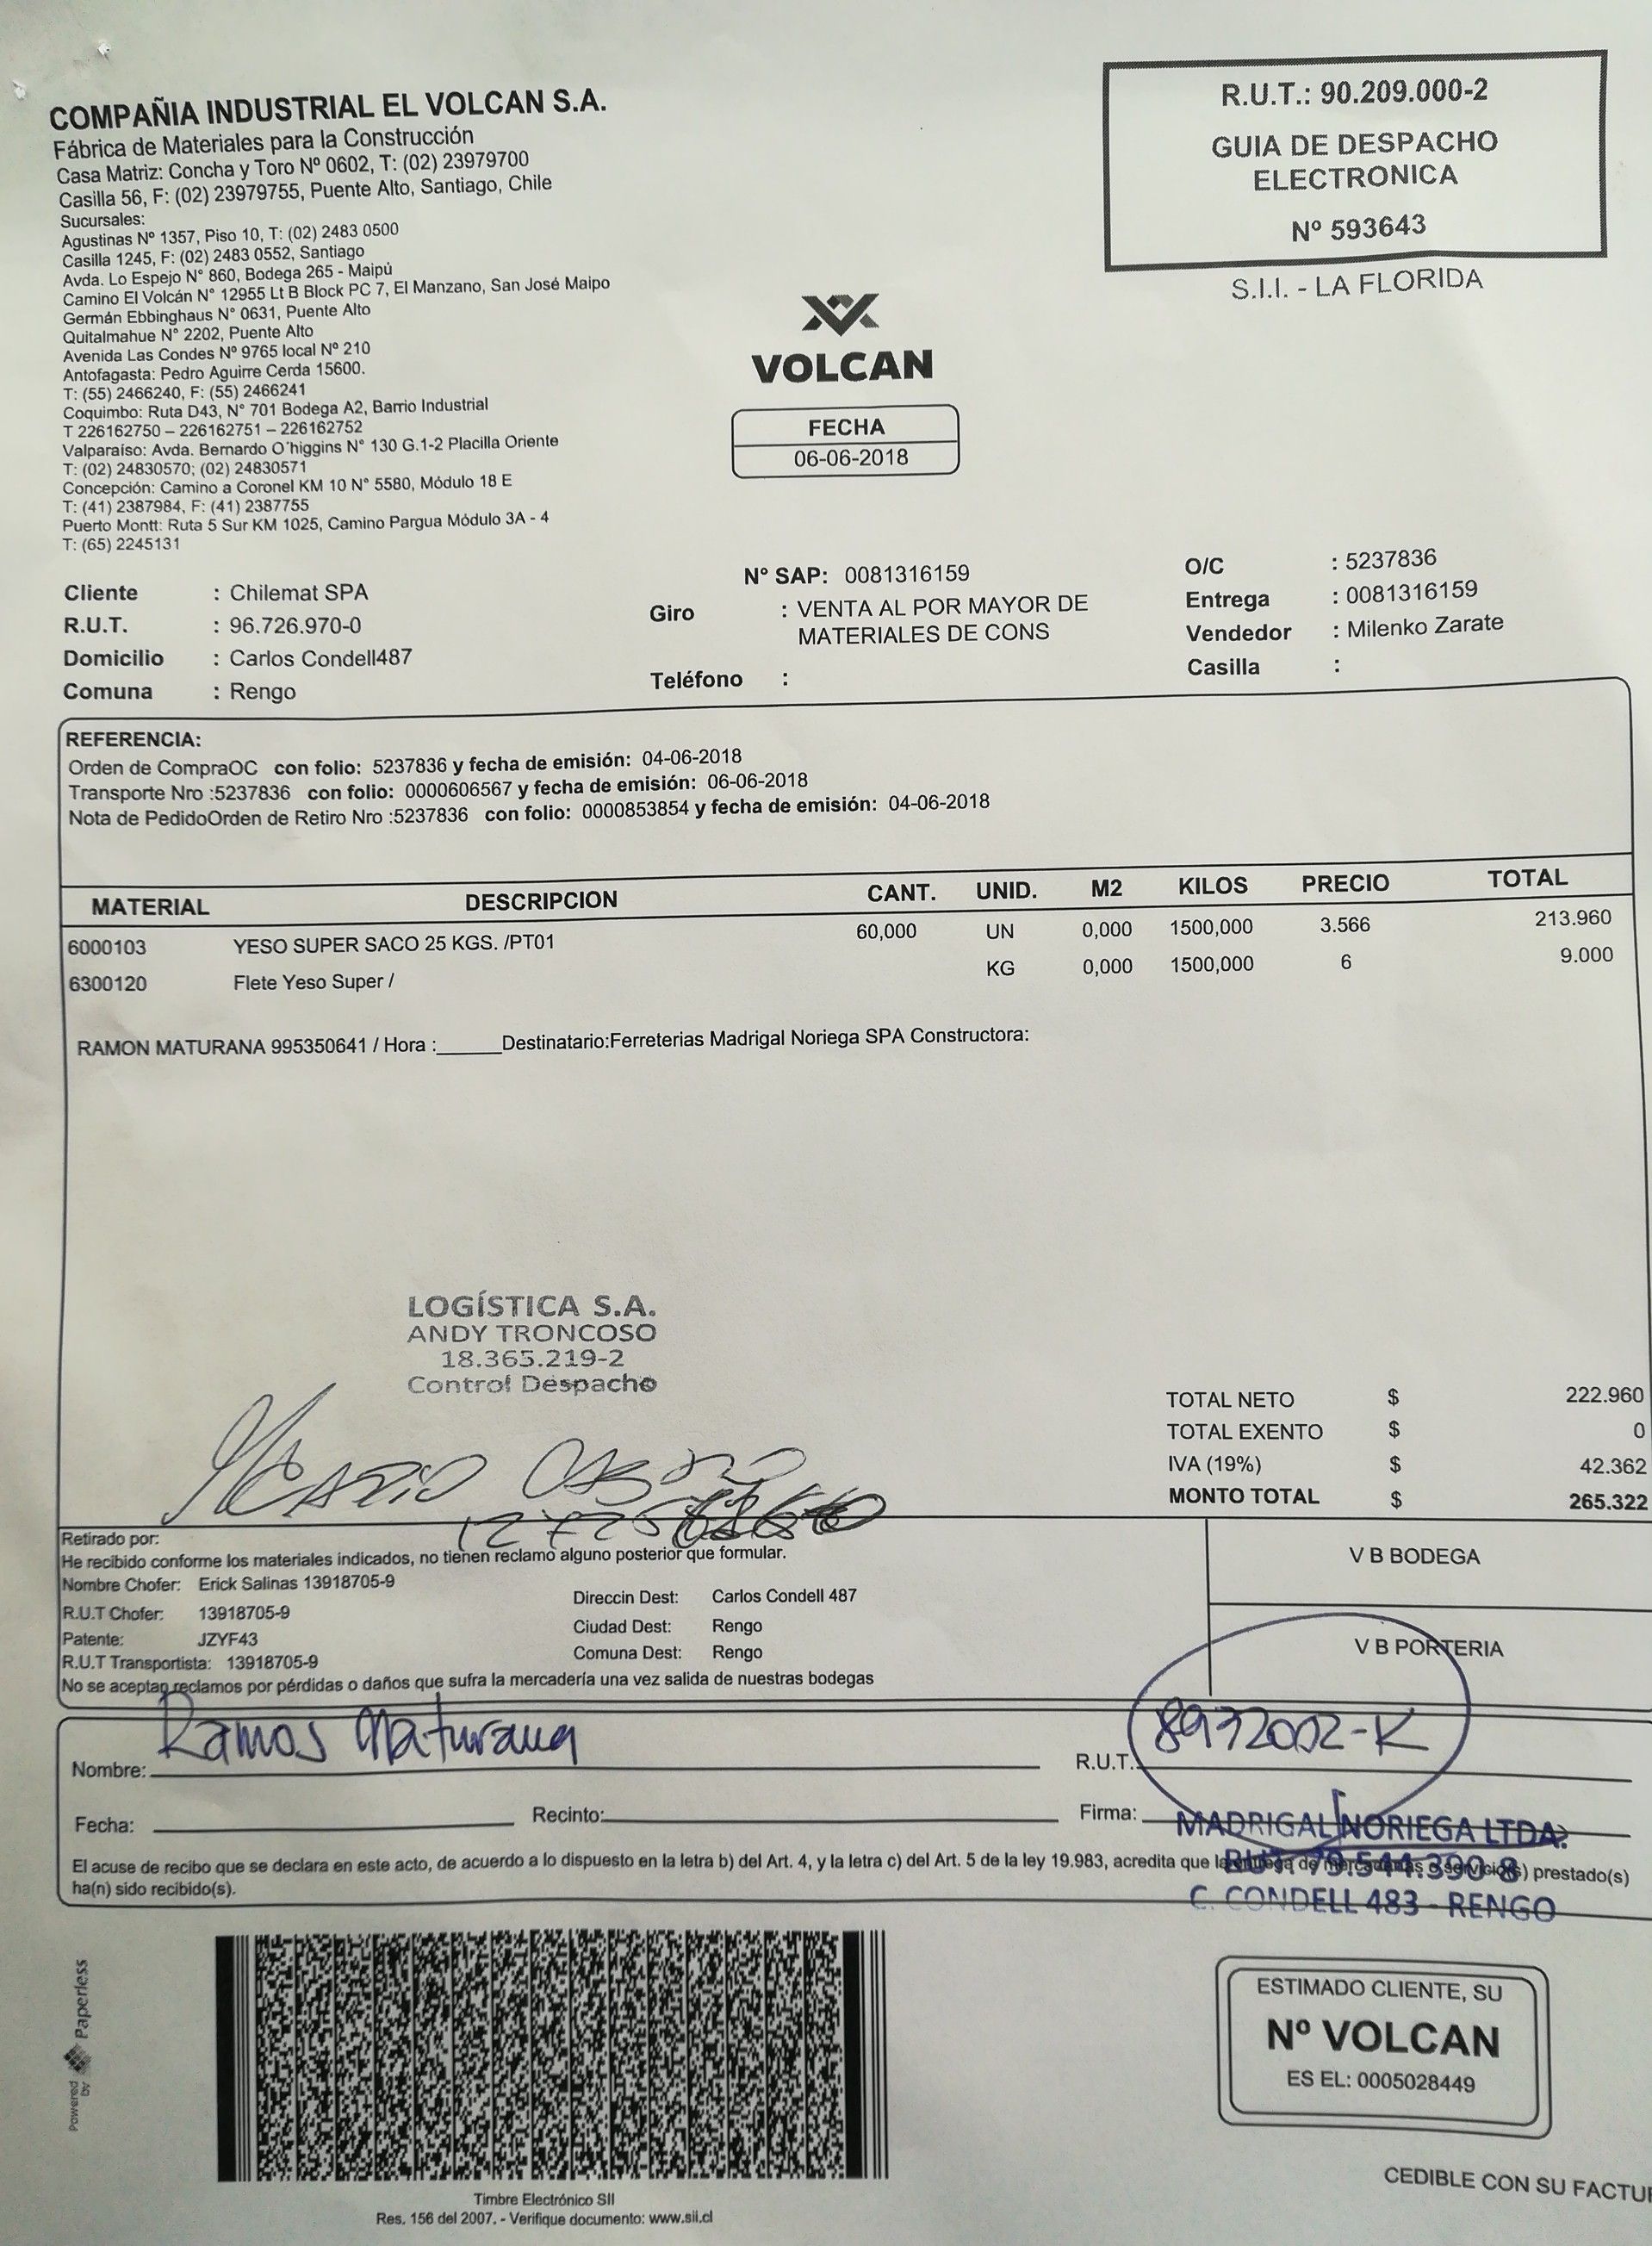 COMPAÑIA INDUSTRIAL EL VOLCAN S.A.
Fábrica de Materiales para la Construcción
Casa Matriz: Concha y Toro Nº 0602, T: (02) 23979700
Casilla 56, F: (02) 23979755, Puente Alto, Santiago, Chile
Sucursales:
Agustinas Nº 1357, Piso 10, T: (02) 2483 0500
Casilla 1245, F: (02) 2483 0552, Santiago
Avda. Lo Espejo N° 860, Bodega 265 - Maipú
Camino El Volcán N° 12955 Lt B Block PC 7, El Manzano, San José Maipo
Germán Ebbinghaus N° 0631, Puente Alto
Quitalmahue N° 2202, Puente Alto
Avenida Las Condes Nº 9765 local Nº 210
Antofagasta: Pedro Aguirre Cerda 15600.
T: (55) 2466240, F: (55) 2466241
Coquimbo: Ruta D43, N° 701 Bodega A2, Barrio Industrial
T 226162750 – 226162751 – 226162752
Valparaíso: Avda. Bernardo O´higgins N° 130 G.1-2 Placilla Oriente
T: (02) 24830570; (02) 24830571
Concepción: Camino a Coronel KM 10 N° 5580, Módulo 18 E
T: (41) 2387984, F: (41) 2387755
Puerto Montt: Ruta 5 Sur KM 1025, Camino Pargua Módulo 3A - 4
T: (65) 2245131
R.U.T.: 90.209.000-2
GUIA DE DESPACHO
ELECTRONICA
Nº 593643
S.I.I. - LA FLORIDA
VOLCAN
FECHA
06-06-2018
Cliente : Chilemat SPA
R.U.T. : 96.726.970-0
Domicilio : Carlos Condell487
Comuna : Rengo
N° SAP: 0081316159
Giro : VENTA AL POR MAYOR DE
MATERIALES DE CONS
Teléfono :
O/C : 5237836
Entrega : 0081316159
Vendedor : Milenko Zarate
Casilla :
REFERENCIA:
Orden de CompraOC con folio: 5237836 y fecha de emisión: 04-06-2018
Transporte Nro :5237836 con folio: 0000606567 y fecha de emisión: 06-06-2018
Nota de PedidoOrden de Retiro Nro :5237836 con folio: 0000853854 y fecha de emisión: 04-06-2018
MATERIAL DESCRIPCION CANT. UNID. M2 KILOS PRECIO TOTAL
6000103 YESO SUPER SACO 25 KGS. /PT01 60,000 UN 0,000 1500,000 3.566 213.960
6300120 Flete Yeso Super / KG 0,000 1500,000 6 9.000
RAMON MATURANA 995350641 / Hora :______Destinatario:Ferreterias Madrigal Noriega SPA Constructora:
LOGÍSTICA S.A.
ANDY TRONCOSO
18.365.219-2
Control Despacho
TOTAL NETO $ 222.960
TOTAL EXENTO $ 0
IVA (19%) $ 42.362
MONTO TOTAL $ 265.322
Retirado por:
He recibido conforme los materiales indicados, no tienen reclamo alguno posterior que formular.
Nombre Chofer: Erick Salinas 13918705-9
R.U.T Chofer: 13918705-9
Patente: JZYF43
R.U.T Transportista: 13918705-9
Direccin Dest: Carlos Condell 487
Ciudad Dest: Rengo
Comuna Dest: Rengo
No se aceptan reclamos por pérdidas o daños que sufra la mercadería una vez salida de nuestras bodegas
V B BODEGA
V B PORTERIA
Nombre: Ramos Maturana
R.U.T.: 8972002-K
Fecha: Recinto: Firma:
MADRIGAL NORIEGA LTDA.
RUT 79.544.390-8
C. CONDELL 483 - RENGO
El acuse de recibo que se declara en este acto, de acuerdo a lo dispuesto en la letra b) del Art. 4, y la letra c) del Art. 5 de la ley 19.983, acredita que la entrega de mercaderías o servicio(s) prestado(s)
ha(n) sido recibido(s).
Powered by Paperless
Timbre Electrónico SII
Res. 156 del 2007. - Verifique documento: www.sii.cl
ESTIMADO CLIENTE, SU
Nº VOLCAN
ES EL: 0005028449
CEDIBLE CON SU FACTU